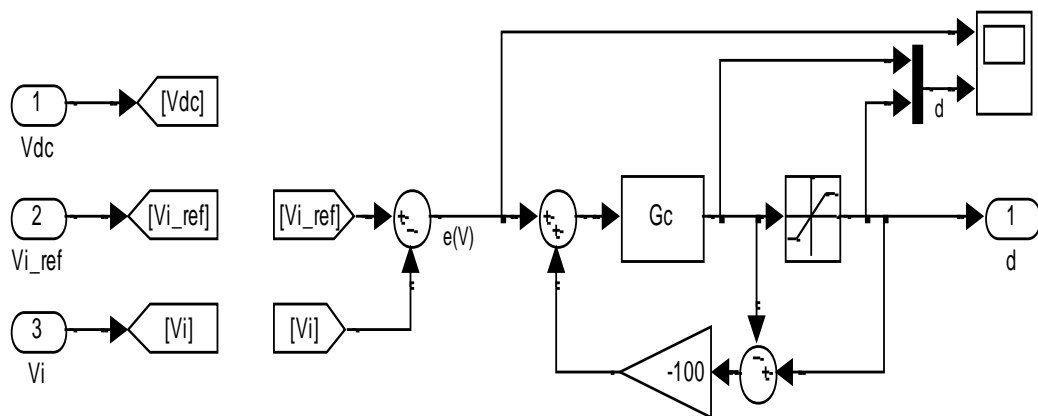 1
Vdc
[Vdc]
2
Vi_ref
[Vi_ref]
3
Vi
[Vi]
[Vi_ref]
[Vi]
+
-
e(V)
+
+
Gc
-100
-
+
d
1
d